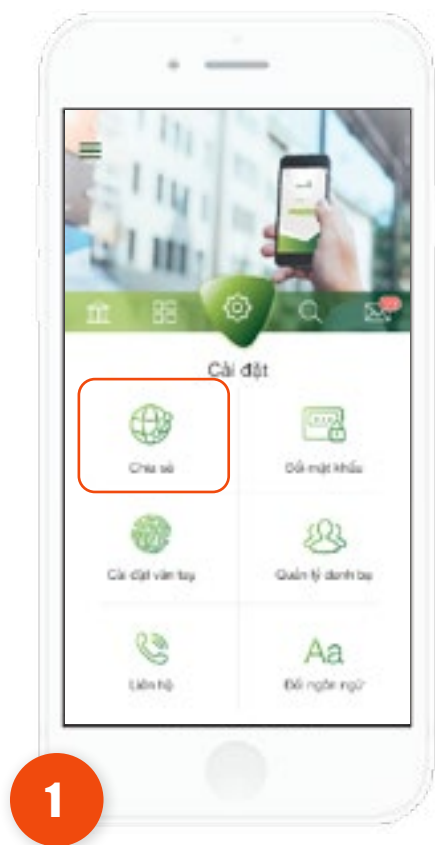 Cài đặt
Chia sẻ
Đổi mật khẩu
Cài đặt vân tay
Quản lý danh bạ
Liên hệ
Aa
Đổi ngôn ngữ
1